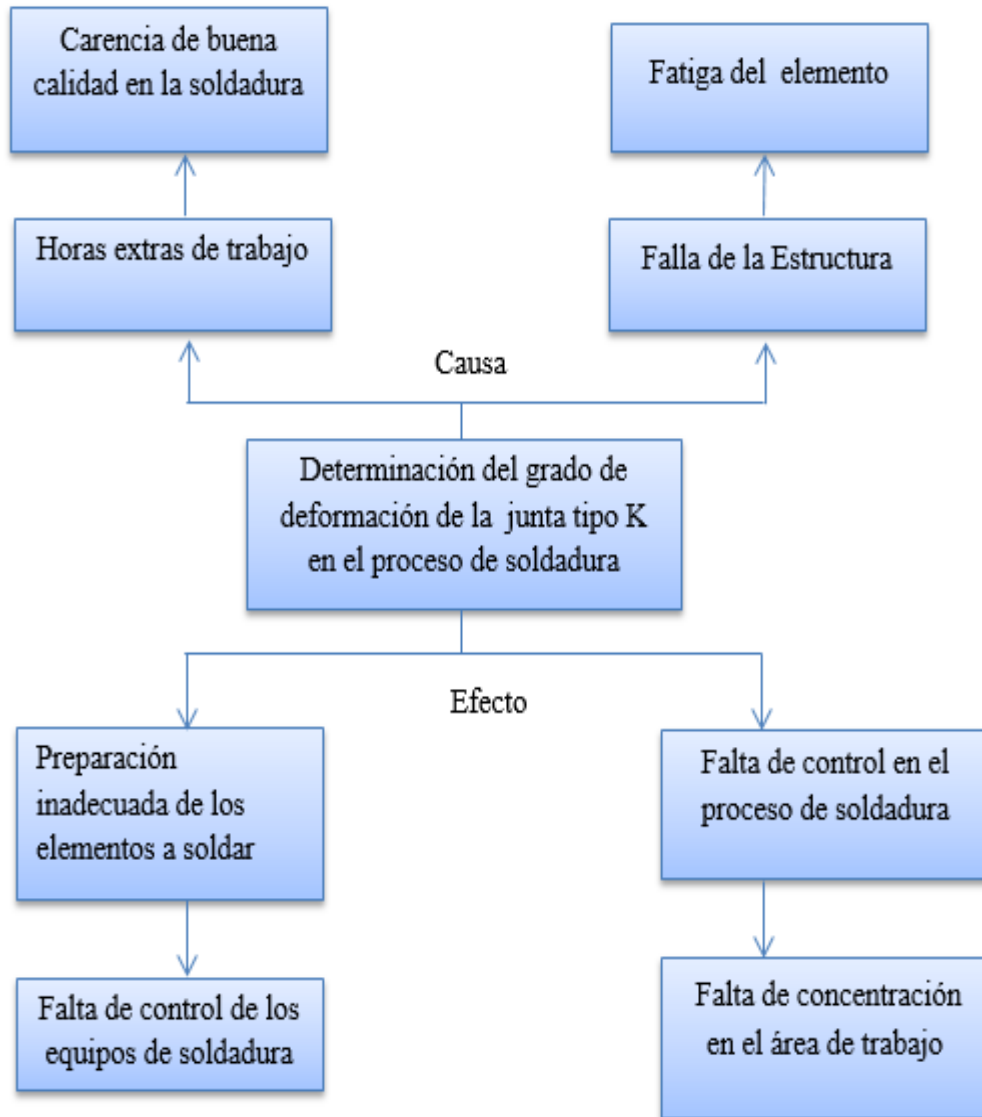 Carencia de buena
calidad en la soldadura
Fatiga del elemento
Horas extras de trabajo
Falla de la Estructura
Causa
Determinación del grado de
deformación de la junta tipo K
en el proceso de soldadura
Efecto
Preparación
inadecuada de los
elementos a soldar
Falta de control en el
proceso de soldadura
Falta de control de los
equipos de soldadura
Falta de concentración
en el área de trabajo